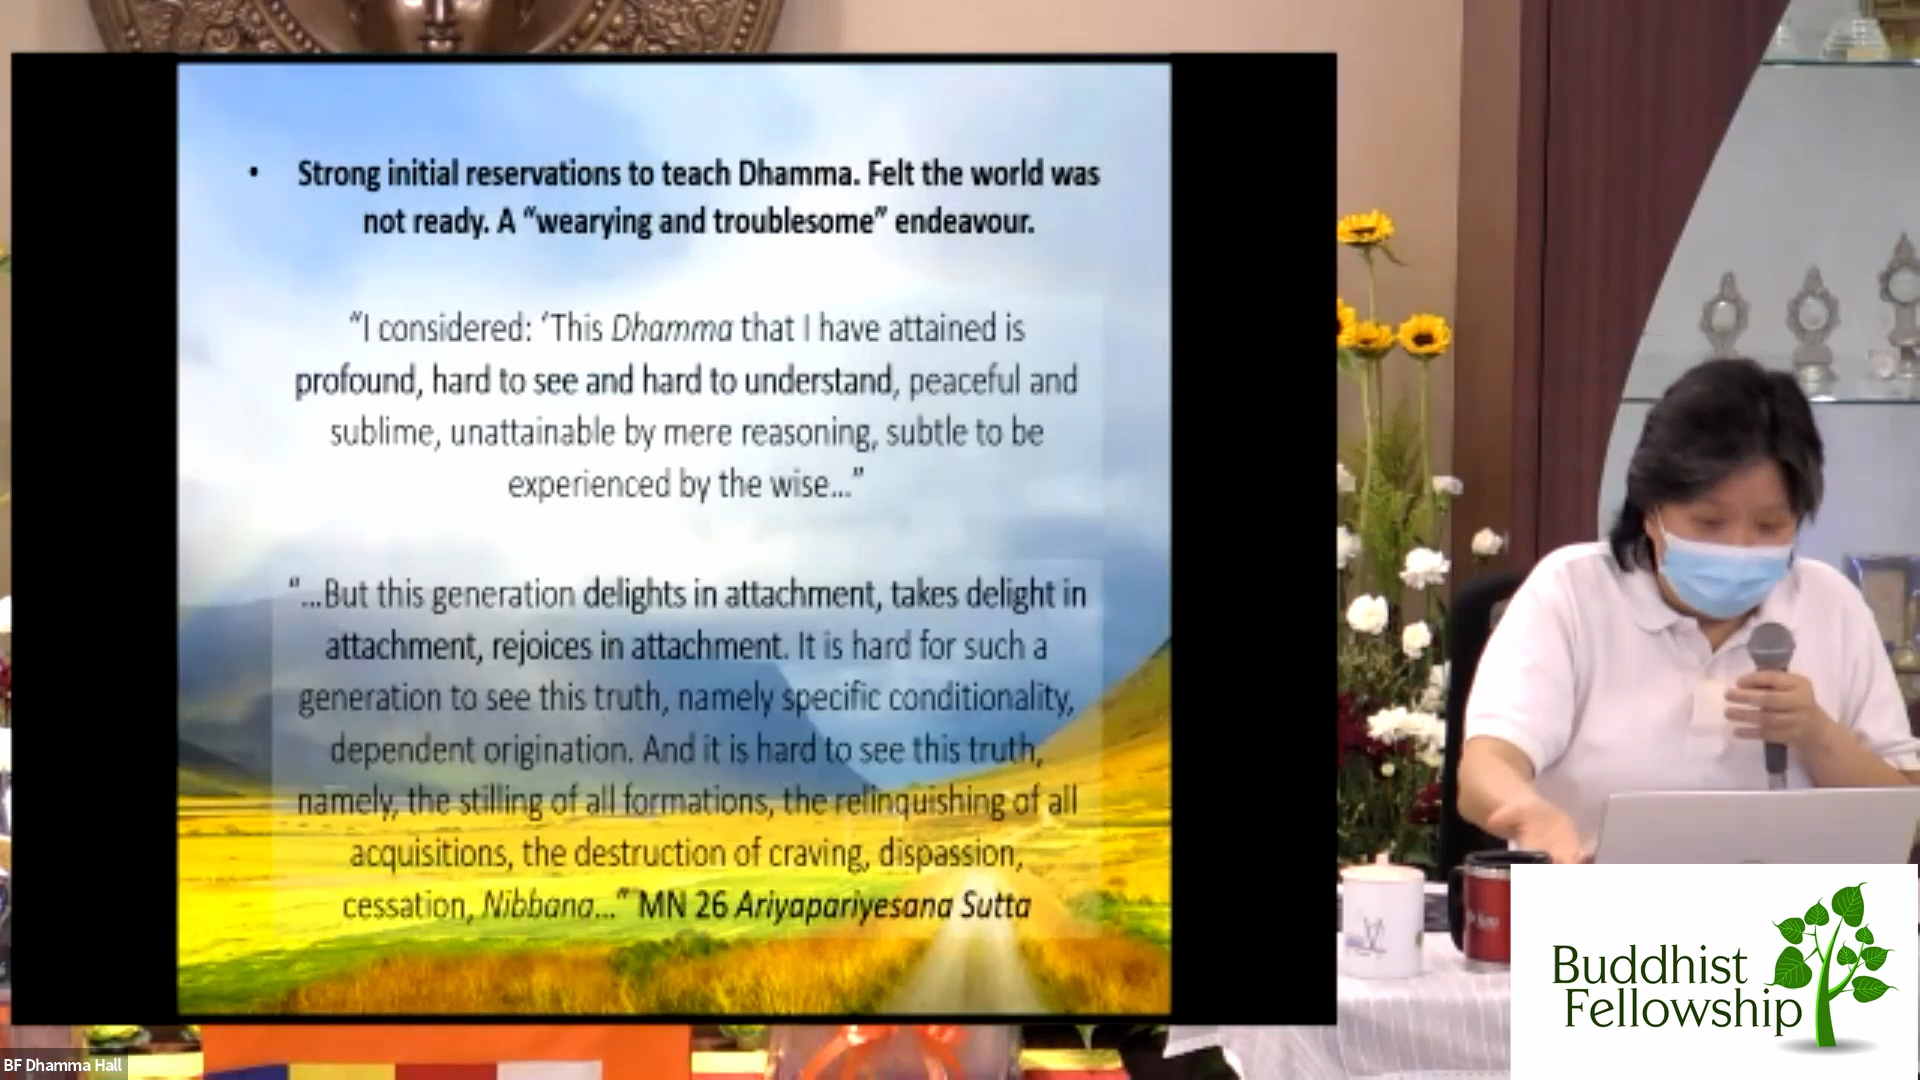 • Strong initial reservations to teach Dhamma. Felt the world was
not ready. A “wearying and troublesome” endeavour.
“I considered: ‘This Dhamma that I have attained is
profound, hard to see and hard to understand, peaceful and
sublime, unattainable by mere reasoning, subtle to be
experienced by the wise...”
“...But this generation delights in attachment, takes delight in
attachment, rejoices in attachment. It is hard for such a
generation to see this truth, namely specific conditionality,
dependent origination. And it is hard to see this truth,
namely, the stilling of all formations, the relinquishing of all
acquisitions, the destruction of craving, dispassion,
cessation, Nibbana...” MN 26 Ariyapariyesana Sutta
Buddhist
Fellowship
BF Dhamma Hall